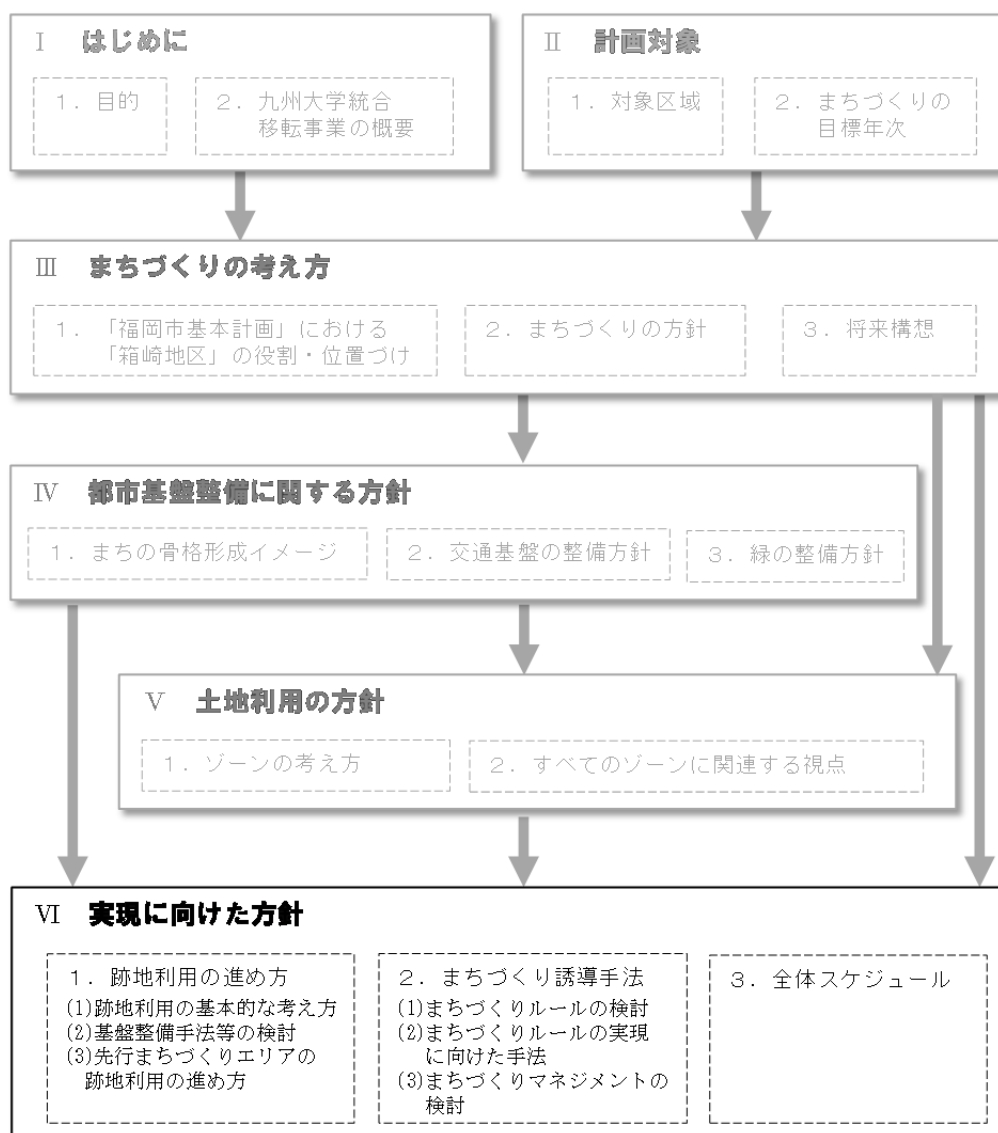 Ⅰ はじめに
1．目的
2．九州大学統合
移転事業の概要
Ⅱ 計画対象
1．対象区域
2．まちづくりの
目標年次
Ⅲ まちづくりの考え方
1．「福岡市基本計画」における
「箱崎地区」の役割・位置づけ
2．まちづくりの方針
3．将来構想
Ⅳ 都市基盤整備に関する方針
1．まちの骨格形成イメージ
2．交通基盤の整備方針
3．緑の整備方針
Ⅴ 土地利用の方針
1．ゾーンの考え方
2．すべてのゾーンに関連する視点
Ⅵ 実現に向けた方針
1．跡地利用の進め方
(1)跡地利用の基本的な考え方
(2)基盤整備手法等の検討
(3)先行まちづくりエリアの
跡地利用の進め方
2．まちづくり誘導手法
(1)まちづくりルールの検討
(2)まちづくりルールの実現
に向けた手法
(3)まちづくりマネジメントの
検討
3．全体スケジュール